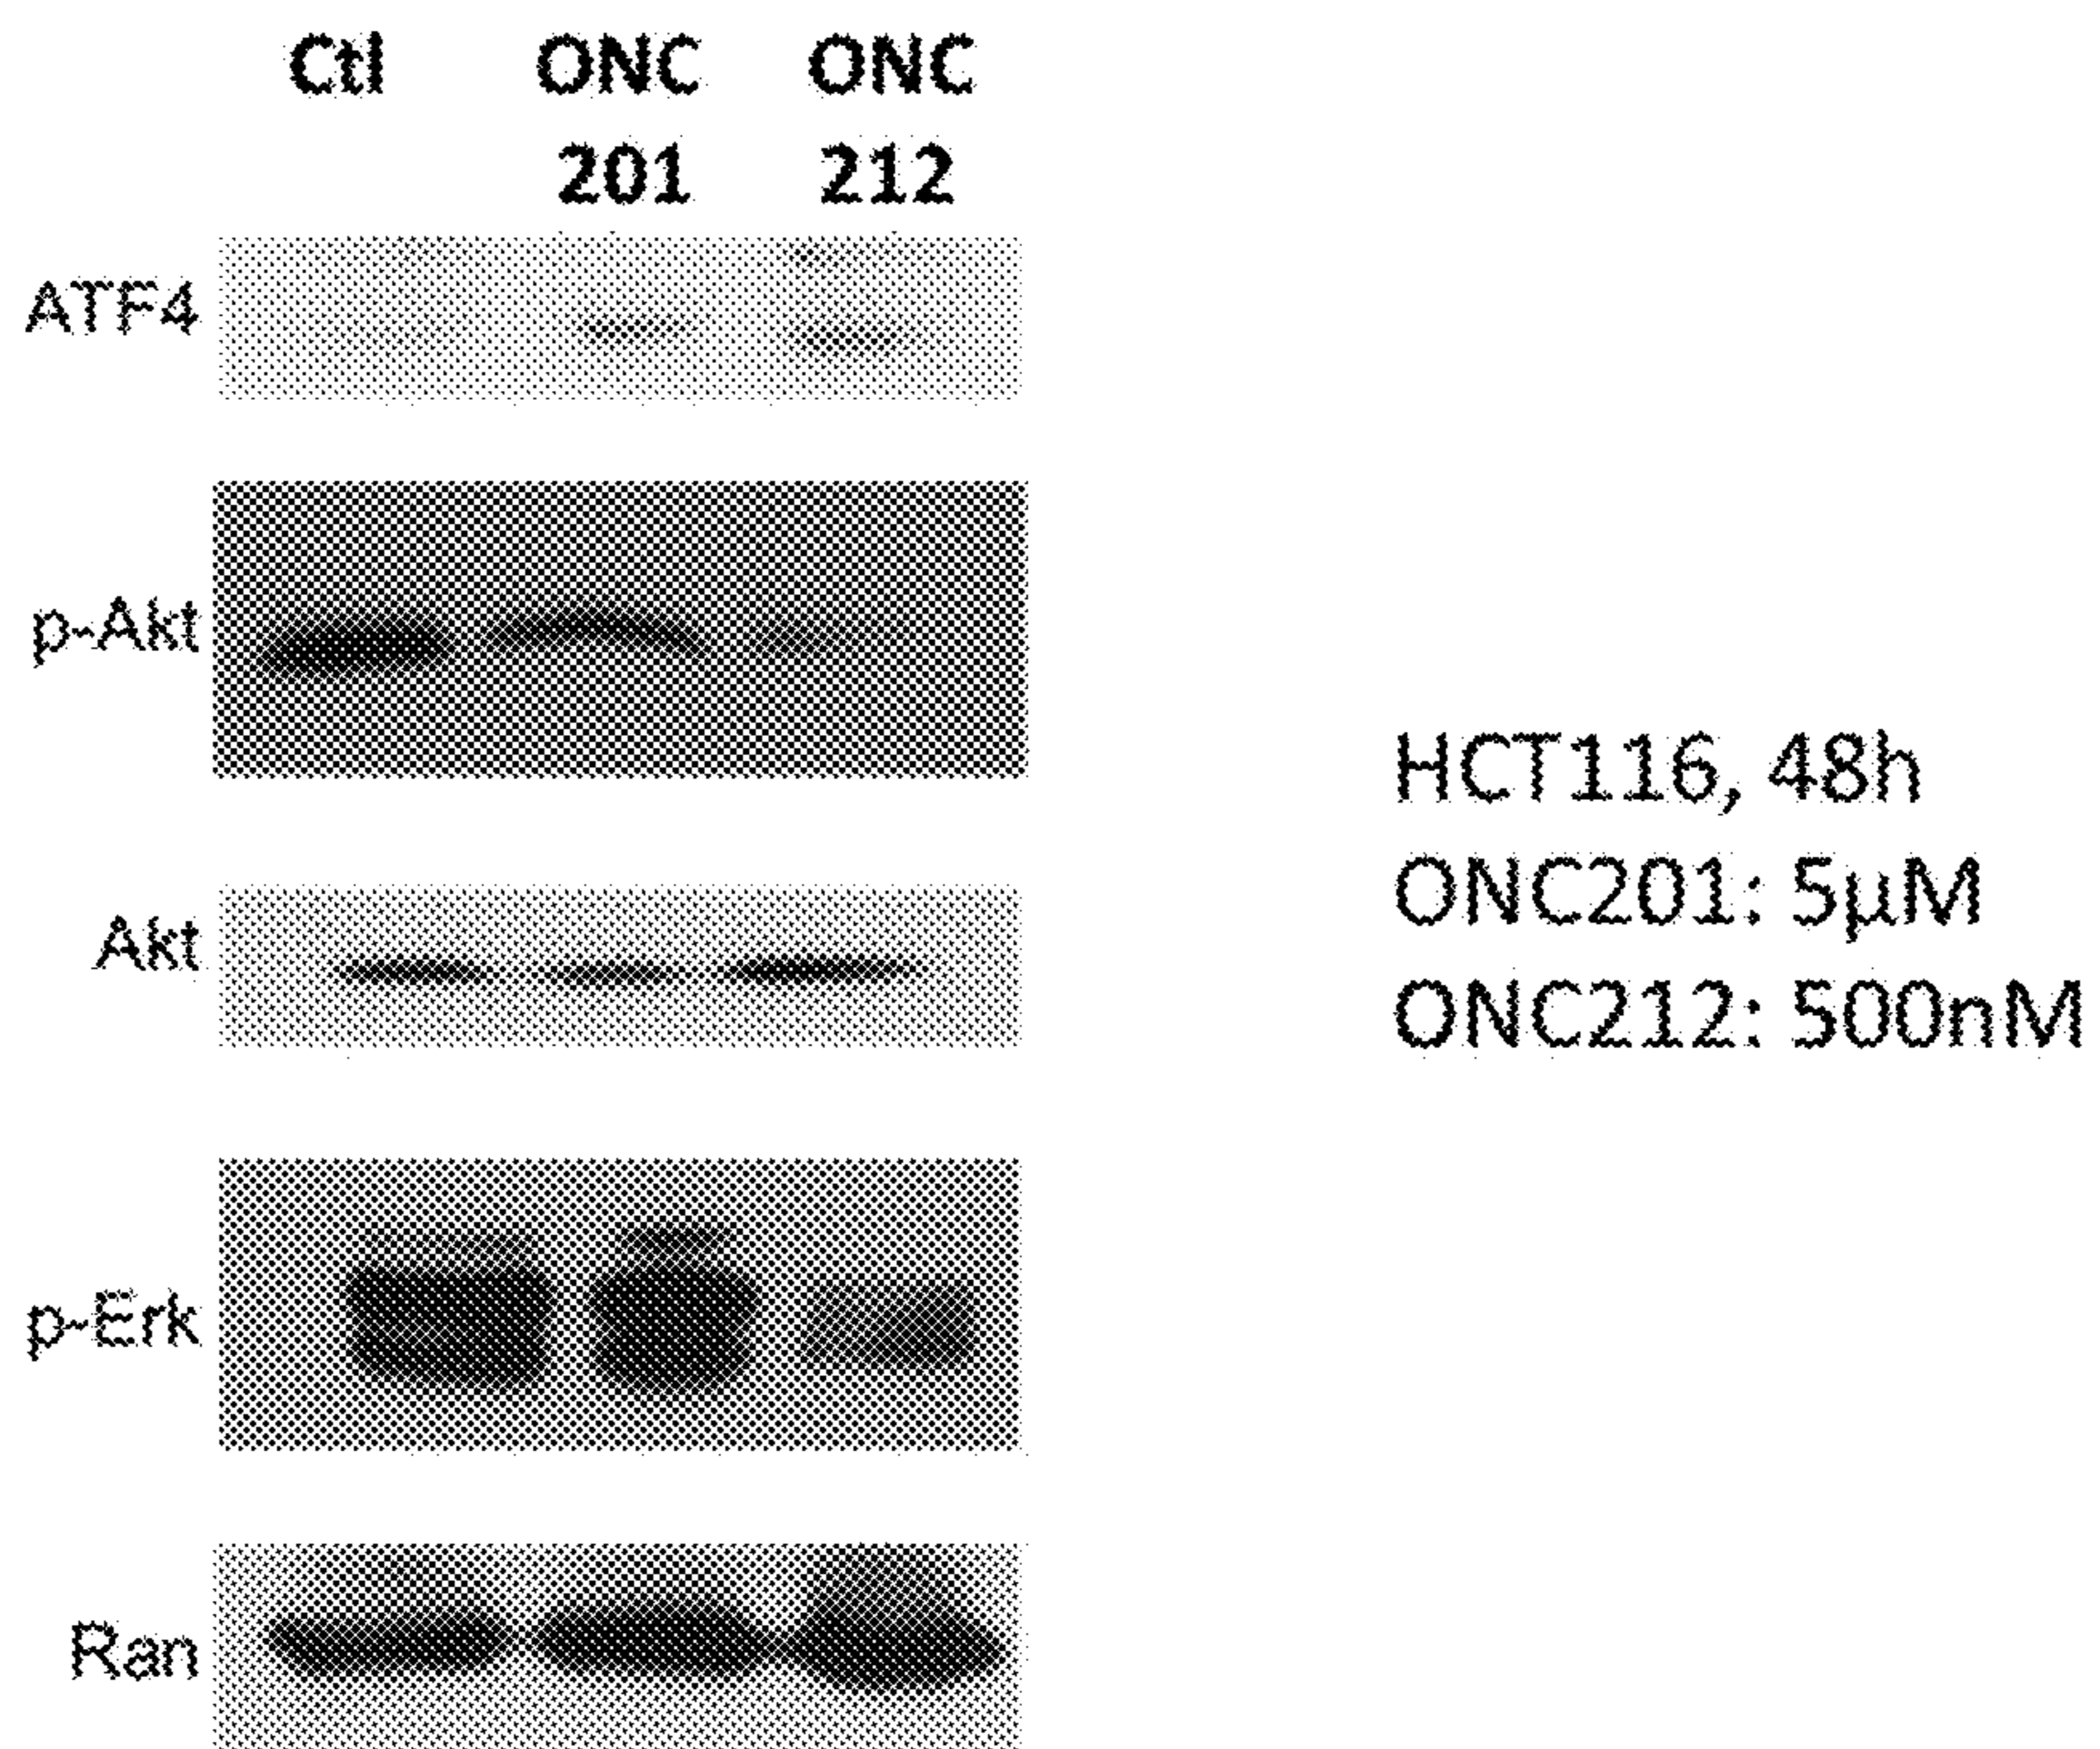 Ctl ONC ONC
201 212
ATF4
p-Akt
Akt
p-Erk
Ran
HCT116, 48h
ONC201: 5µM
ONC212: 500nM